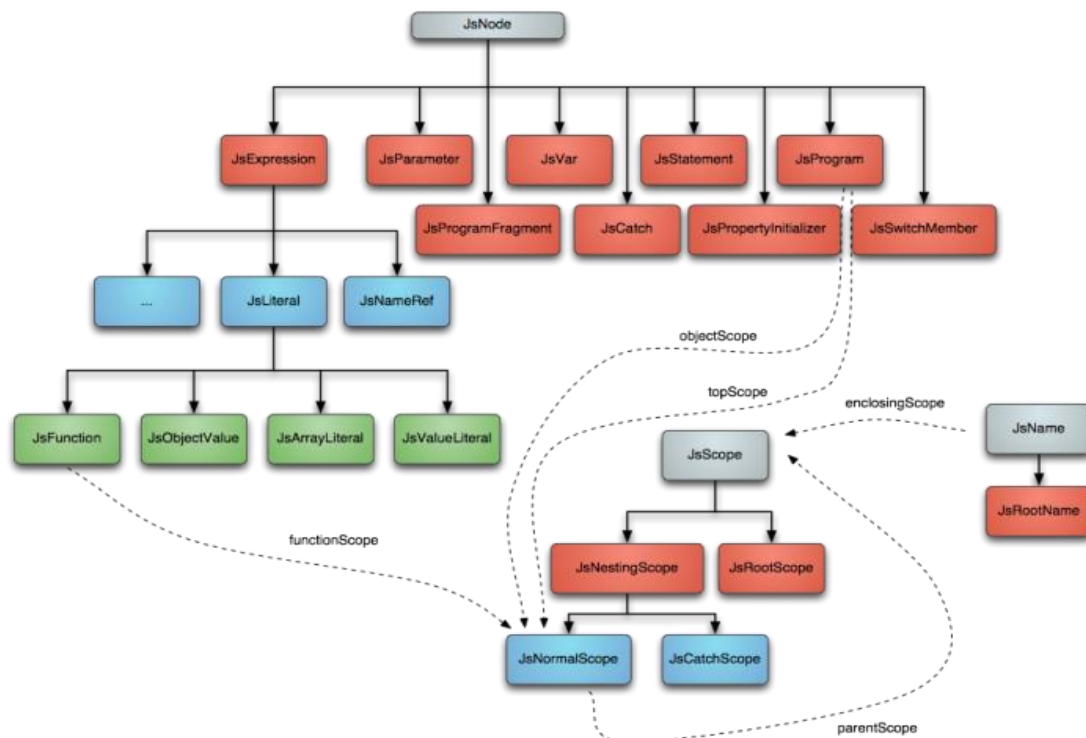 JsNode
JsExpression
JsParameter
JsVar
JsStatement
JsProgram
JsProgramFragment
JsCatch
JsPropertyInitializer
JsSwitchMember
...
JsLiteral
JsNameRef
objectScope
topScope
enclosingScope
JsFunction
JsObjectValue
JsArrayLiteral
JsValueLiteral
JsName
JsScope
JsRootName
functionScope
JsNestingScope
JsRootScope
JsNormalScope
JsCatchScope
parentScope